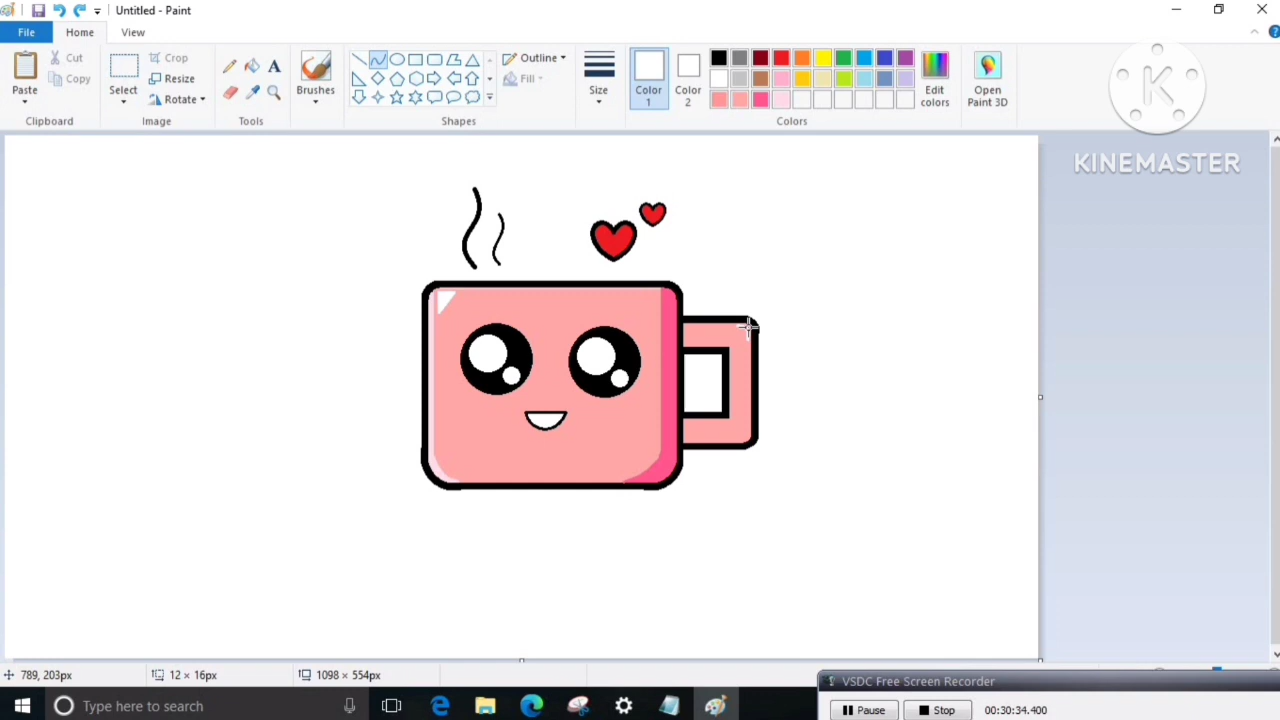 Untitled - Paint
File Home View
Paste
Cut
Copy
Clipboard
Select
Crop
Resize
Rotate
Image
A
Tools
Brushes
Shapes
Outline
Fill
Size
Color 1
Color 2
Colors
Edit colors
Open Paint 3D
K
KINEMASTER
789, 203px
12 × 16px
1098 × 554px
VSDC Free Screen Recorder
Pause
Stop
00:30:34.400
Type here to search